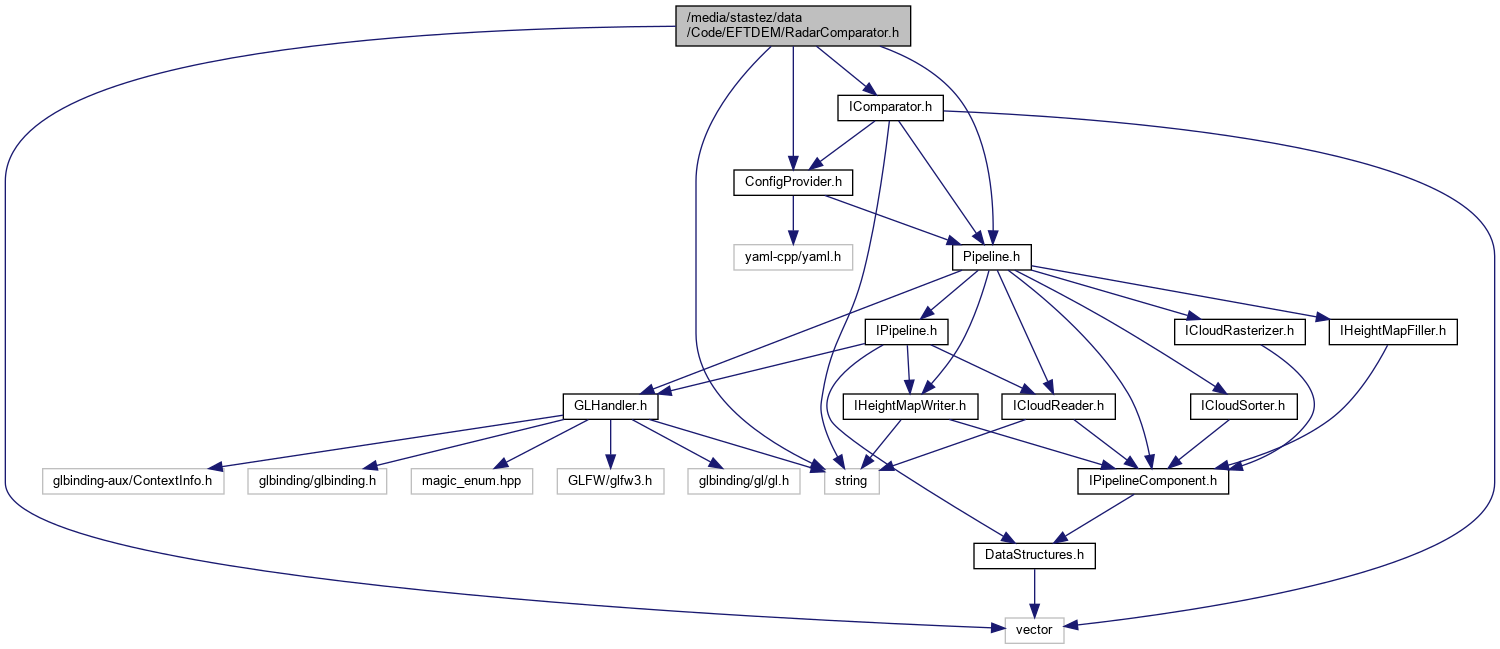 /media/stastez/data
/Code/EFTDEM/RadarComparator.h
IComparator.h
ConfigProvider.h
yaml-cpp/yaml.h
Pipeline.h
IPipeline.h
ICloudRasterizer.h
IHeightMapFiller.h
GLHandler.h
IHeightMapWriter.h
ICloudReader.h
ICloudSorter.h
glbinding-aux/ContextInfo.h
glbinding/glbinding.h
magic_enum.hpp
GLFW/glfw3.h
glbinding/gl/gl.h
string
IPipelineComponent.h
DataStructures.h
vector